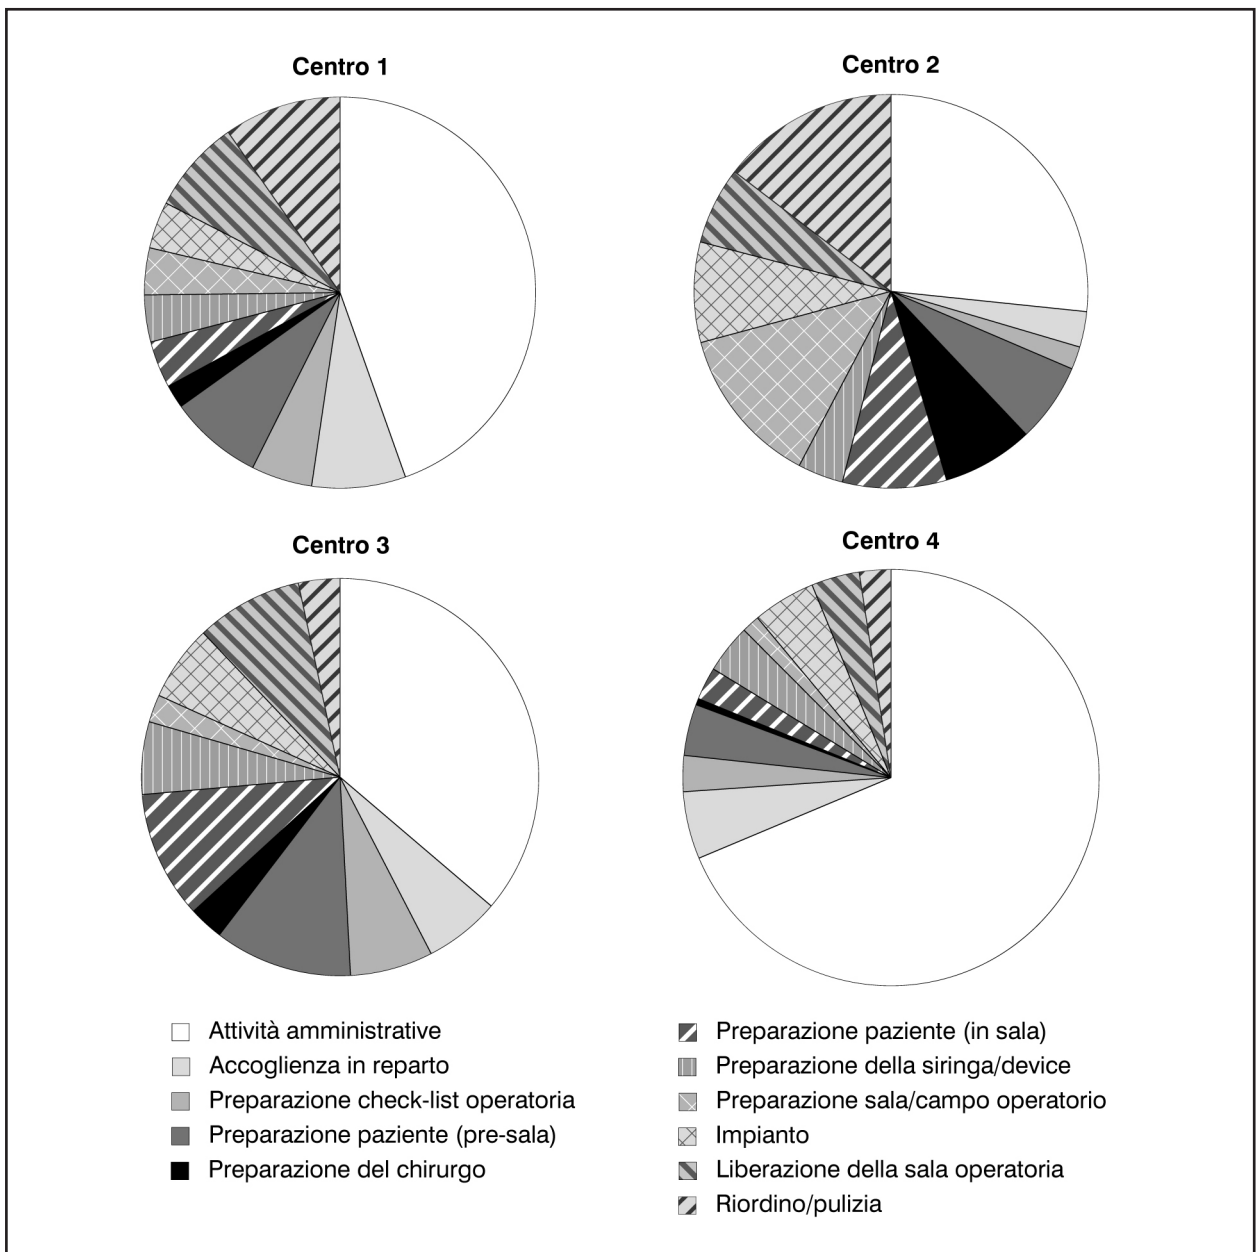 Centro 1
Centro 2
Centro 3
Centro 4
Attività amministrative
Accoglienza in reparto
Preparazione check-list operatoria
Preparazione paziente (pre-sala)
Preparazione del chirurgo
Preparazione paziente (in sala)
Preparazione della siringa/device
Preparazione sala/campo operatorio
Impianto
Liberazione della sala operatoria
Riordino/pulizia